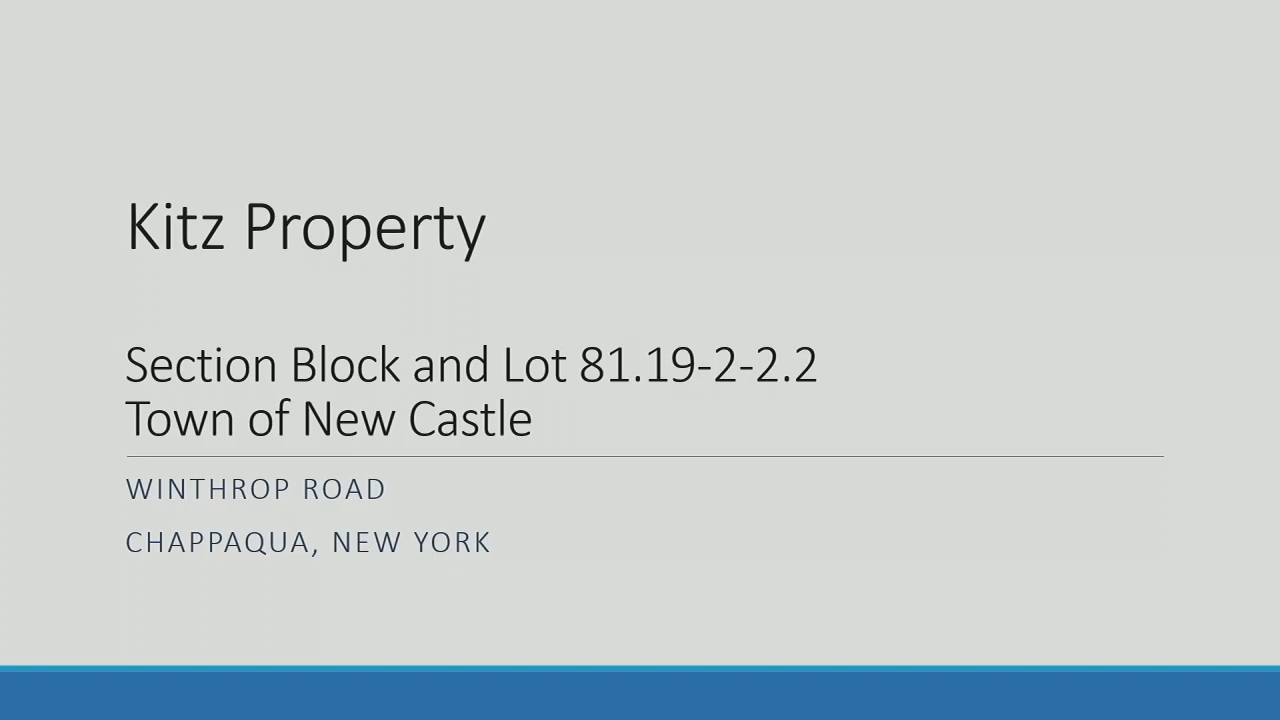 Kitz Property
Section Block and Lot 81.19-2-2.2
Town of New Castle
WINTHROP ROAD
CHAPPAQUA, NEW YORK